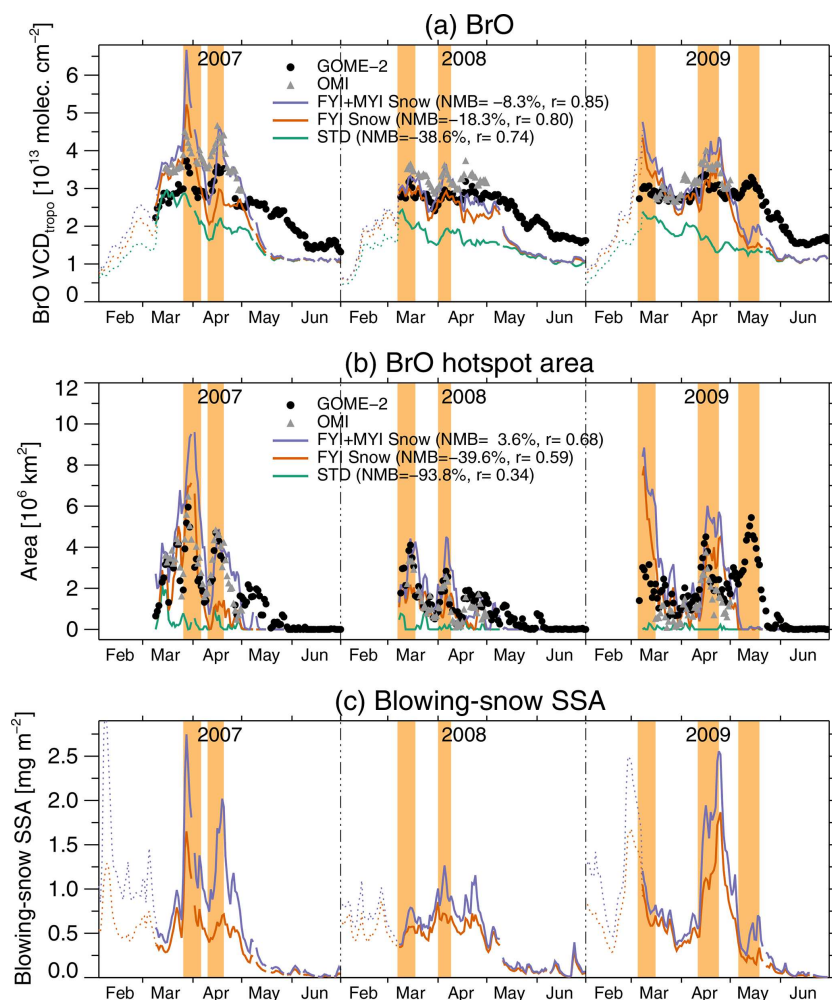 (a) BrO
2007
2008
2009
GOME−2
OMI
FYI+MYI Snow (NMB= −8.3%, r= 0.85)
FYI Snow (NMB=−18.3%, r= 0.80)
STD (NMB=−38.6%, r= 0.74)
BrO VCD_tropo [10^13 molec. cm^-2]
6
5
4
3
2
1
0
Feb Mar Apr May Jun Feb Mar Apr May Jun Feb Mar Apr May Jun
(b) BrO hotspot area
2007
2008
2009
GOME−2
OMI
FYI+MYI Snow (NMB= 3.6%, r= 0.68)
FYI Snow (NMB=−39.6%, r= 0.59)
STD (NMB=−93.8%, r= 0.34)
Area [10^6 km^2]
12
10
8
6
4
2
0
Feb Mar Apr May Jun Feb Mar Apr May Jun Feb Mar Apr May Jun
(c) Blowing-snow SSA
2007
2008
2009
Blowing-snow SSA [mg m^-2]
2.5
2.0
1.5
1.0
0.5
0.0
Feb Mar Apr May Jun Feb Mar Apr May Jun Feb Mar Apr May Jun